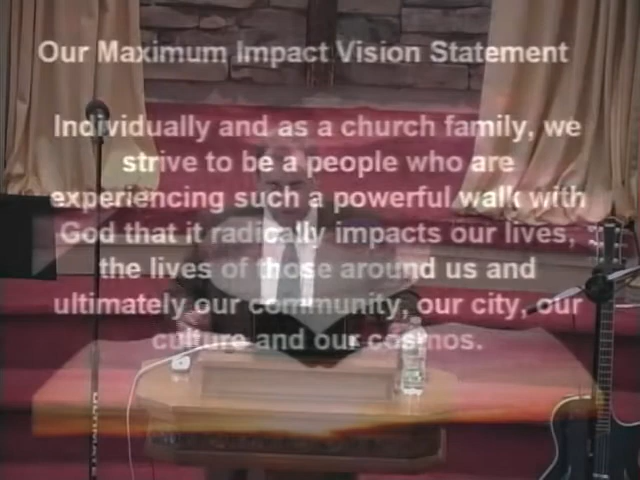 Our Maximum Impact Vision Statement
Individually and as a church family, we
strive to be a people who are
experiencing such a powerful walk with
God that it radically impacts our lives,
the lives of those around us and
ultimately our community, our city, our
culture and our cosmos.